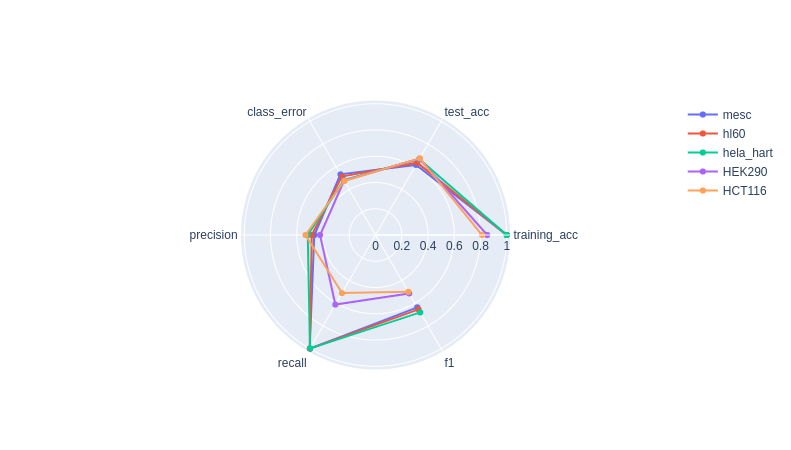 class_error
test_acc
precision
training_acc
0 0.2 0.4 0.6 0.8 1
recall
f1
mesc
hl60
hela_hart
HEK290
HCT116